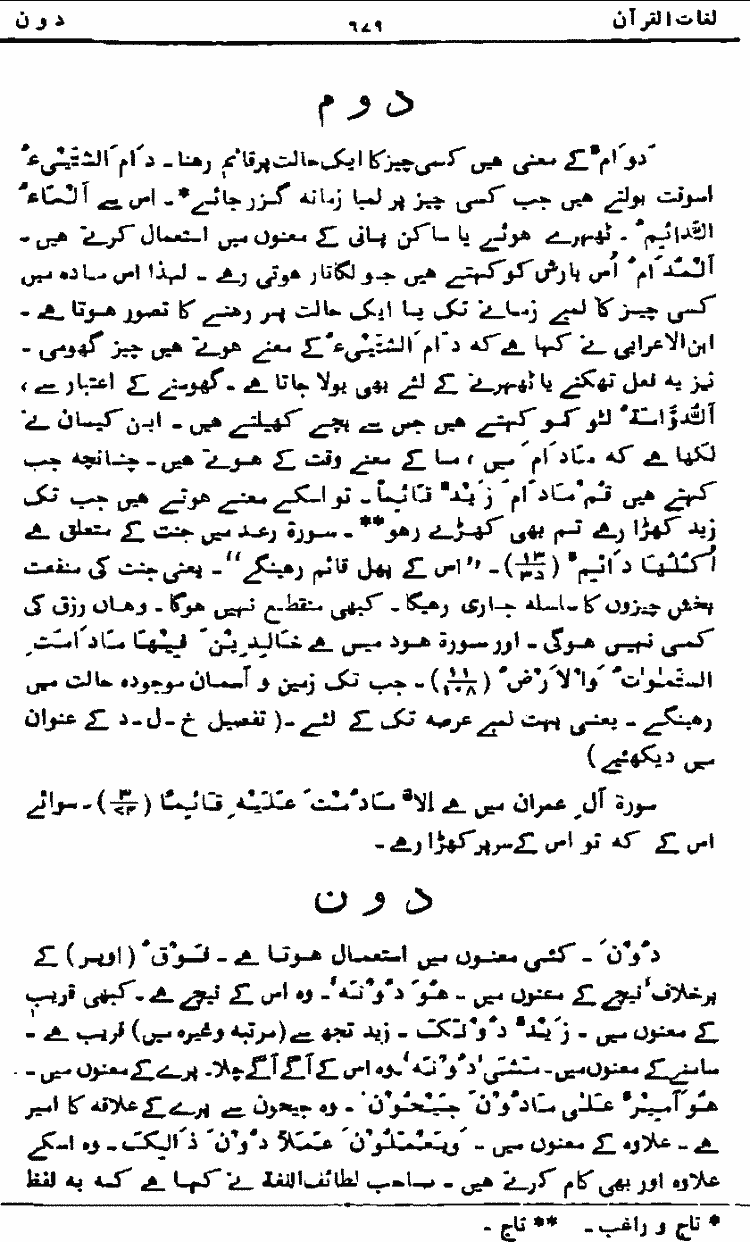 لغات القرآن ٦٧٩ د و ن
د و م
دَوَامٌ کے معنی ہیں کسی چیز کا ایک حالت پر قائم رہنا۔ دَامَ الشَّیْیءُ
اسوقت بولتے ہیں جب کسی چیز پر لمبا زمانہ گزر جائے*۔ اس سے اَلْمَاءُ
الدَّائِیمُ۔ ٹھہرے ہوئے یا ساکن پانی کے معنوں میں استعمال کرتے ہیں۔
اَلْمُدَامُ اُس بارش کو کہتے ہیں جو لگاتار ہوتی رہے۔ لہذا اس مادہ میں
کسی چیز کا لمبے زمانے تک یا ایک حالت پر رہنے کا تصور ہوتا ہے۔
ابن الاعرابی نے کہا ہے کہ دَامَ الشَّیْیءُ کے معنے ہوتے ہیں چیز گھومی۔
نیز یہ فعل تھکنے یا ٹھہرنے کے لئے بھی بولا جاتا ہے۔ گھومنے کے اعتبار سے،
اَلدُّوَّامَۃُ لٹو کو کہتے ہیں جس سے بچے کھیلتے ہیں۔ ابن کیسان نے
لکھا ہے کہ مَادَامَ میں، مَا کے معنے وقت کے ہوتے ہیں۔ چنانچہ جب
کہتے ہیں قُمْ مَادَامَ زَیْدٌ قَائِیماً۔ تو اسکے معنے ہوتے ہیں جب تک
زید کھڑا رہے تم بھی کھڑے رہو**۔ سورۃ رعد میں جنت کے متعلق ہے
اُکُلُہَا دَائِیمٌ (۱۳/۳۵)۔ ”اس کے پھل قائم رہینگے“۔ یعنی جنت کی منفعت
بخش چیزوں کا سلسلہ جاری رہیگا۔ کبھی منقطع نہیں ہوگا۔ وہاں رزق کی
کمی نہیں ہوگی۔ اور سورۃ ہود میں ہے خَالِدِیْنَ فِیْہَا مَادَامَتِ
السَّمٰوٰتُ وَالْاَرْضُ (۱۱/۱۰۸)۔ جب تک زمین و آسمان موجودہ حالت میں
رہینگے۔ یعنی بہت لمبے عرصہ تک کے لئے۔ (تفصیل خ۔ل۔د کے عنوان
میں دیکھئیے)
سورۃ آلِ عمران میں ہے اِلَّا مَادُمْتَ عَلَیْہِ قَائِیمًا (۳/۷۴)۔ سوائے
اس کے کہ تو اس کے سر پر کھڑا رہے۔
د و ن
دُوْنَ۔ کئی معنوں میں استعمال ہوتا ہے۔ فَوْقَ (اوپر) کے
برخلاف نیچے کے معنوں میں۔ ہُوَ دُوْنَہ۔ وہ اس کے نیچے ہے۔ کبھی قریب
کے معنوں میں۔ زَیْدٌ دُوْنَکَ۔ زید تجھ سے (مرتبہ وغیرہ میں) قریب ہے۔
سامنے کے معنوں میں۔ مَشٰی دُوْنَہ۔ وہ اس کے آگے آگے چلا۔ پرے کے معنوں میں۔
ہُوَ اَمِیْرٌ عَلٰی مَادُوْنَ جَیْحُوْنَ۔ وہ جیحون سے پرے کے علاقہ کا امیر
ہے۔ علاوہ کے معنوں میں۔ وَیَعْمَلُوْنَ عَمَلًا دُوْنَ ذَالِکَ۔ وہ اسکے
علاوہ اور بھی کام کرتے ہیں۔ صاحب لطائف اللغۃ نے کہا ہے کہ یہ لفظ
* تاج و راغب۔ ** تاج۔